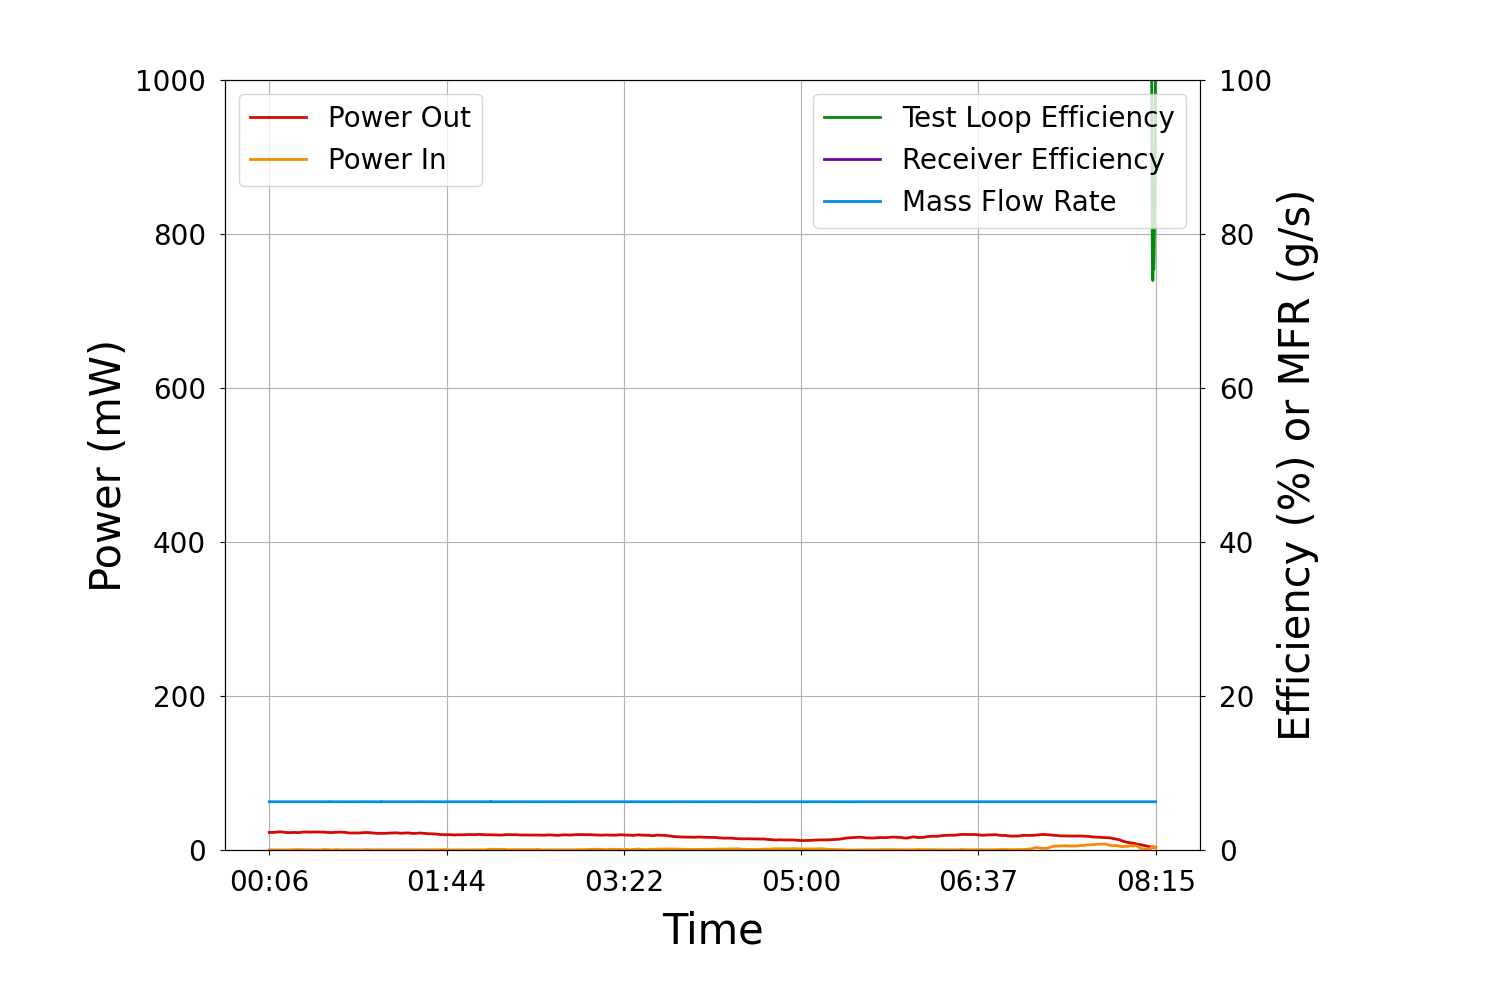 Power Out
Power In
Test Loop Efficiency
Receiver Efficiency
Mass Flow Rate
1000
800
600
400
200
0
Power (mW)
100
80
60
40
20
0
Efficiency (%) or MFR (g/s)
00:06 01:44 03:22 05:00 06:37 08:15
Time